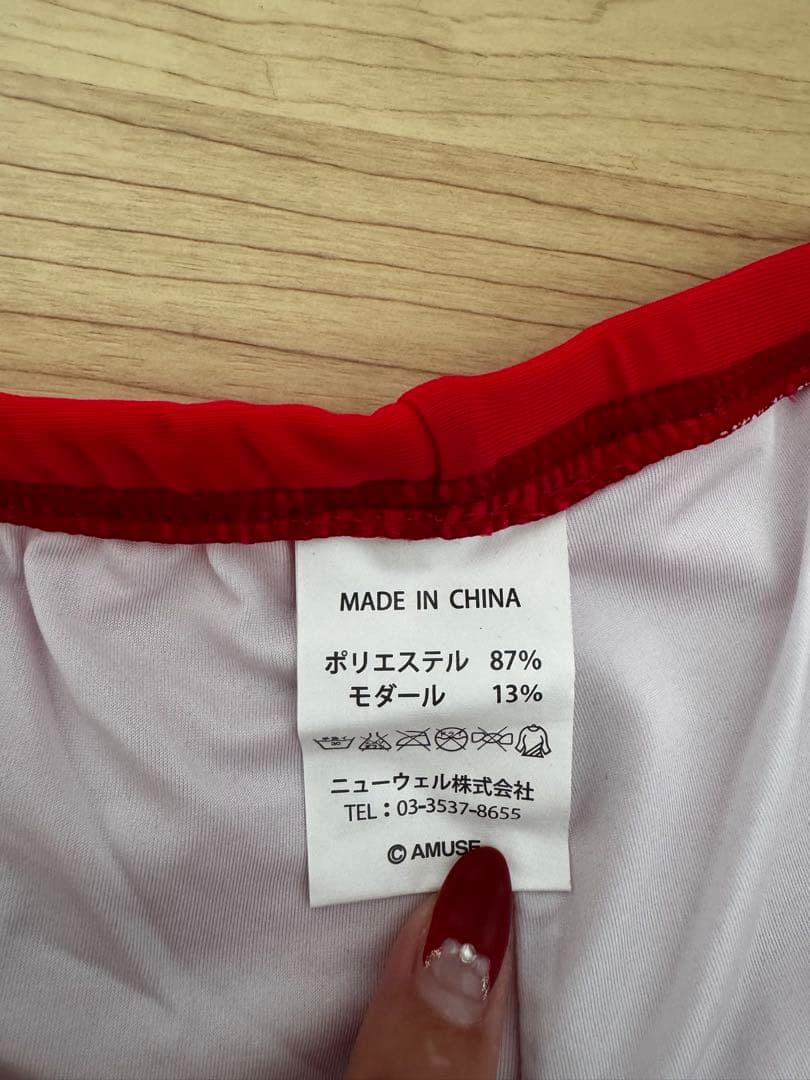 MADE IN CHINA
ポリエステル 87%
モダール 13%
ニューウェル株式会社
TEL：03-3537-8655
© AMUSE